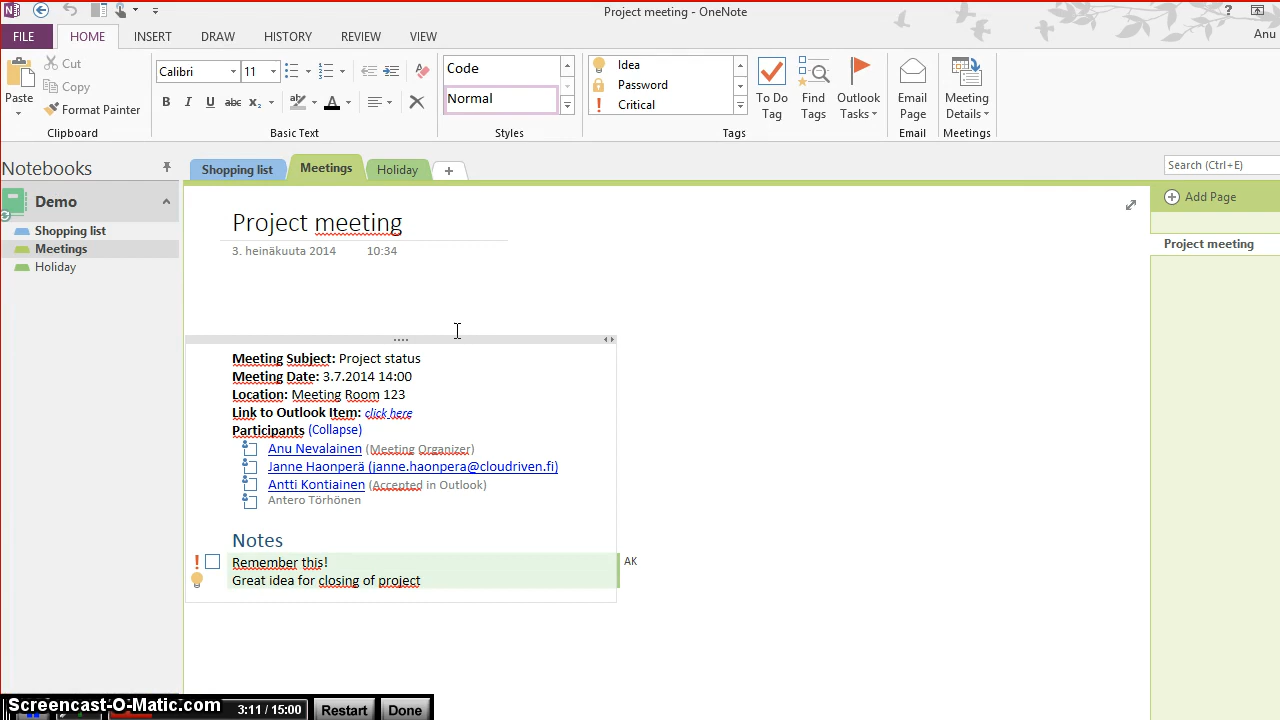 Project meeting - OneNote
?
FILE HOME INSERT DRAW HISTORY REVIEW VIEW
Anu
Paste
Cut
Copy
Format Painter
Clipboard
Calibri 11
B I U abc x₂ A
Basic Text
Code
Normal
Styles
Idea
Password
Critical
To Do Tag
Find Tags
Outlook Tasks
Tags
Email Page
Email
Meeting Details
Meetings
Notebooks
Shopping list Meetings Holiday +
Search (Ctrl+E)
Demo
Shopping list
Meetings
Holiday
Add Page
Project meeting
Project meeting
3. heinäkuuta 2014 10:34
Meeting Subject: Project status
Meeting Date: 3.7.2014 14:00
Location: Meeting Room 123
Link to Outlook Item: click here
Participants (Collapse)
Anu Nevalainen (Meeting Organizer)
Janne Haonperä (janne.haonpera@cloudriven.fi)
Antti Kontiainen (Accepted in Outlook)
Antero Törhönen
Notes
! Remember this! AK
Great idea for closing of project
Screencast-O-Matic.com 3:11 / 15:00 Restart Done